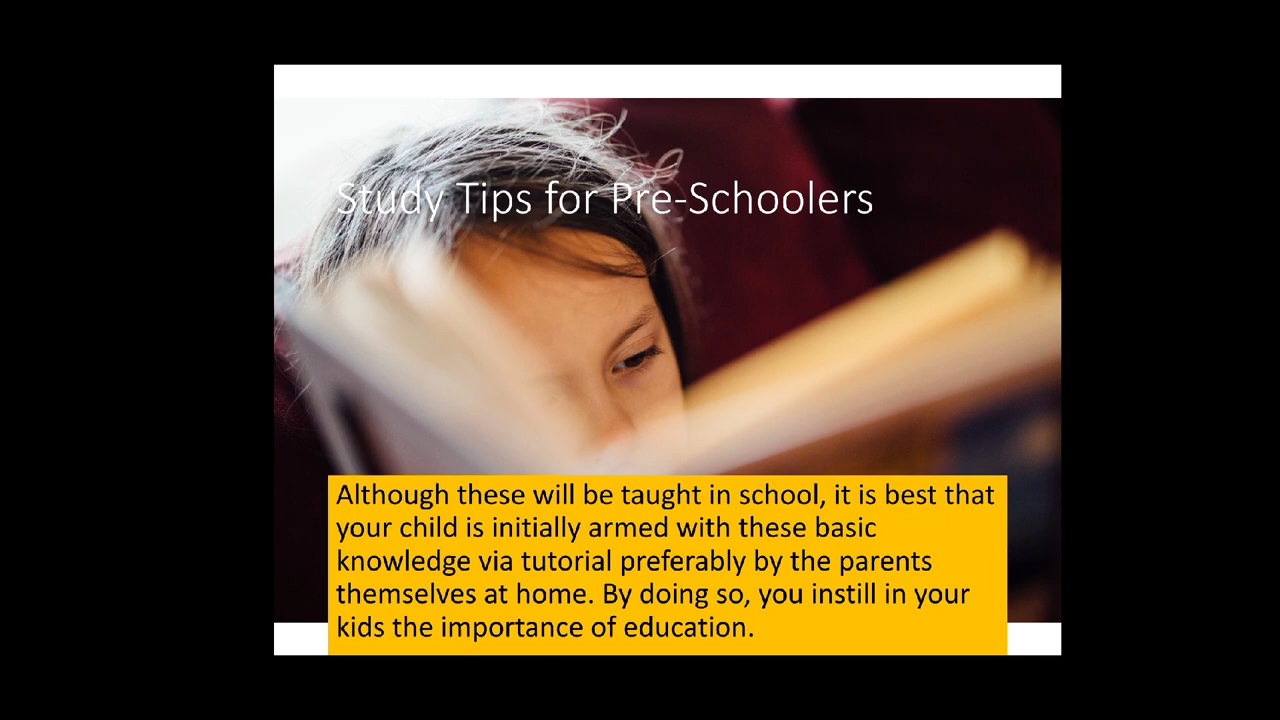 Study Tips for Pre-Schoolers
Although these will be taught in school, it is best that
your child is initially armed with these basic
knowledge via tutorial preferably by the parents
themselves at home. By doing so, you instill in your
kids the importance of education.